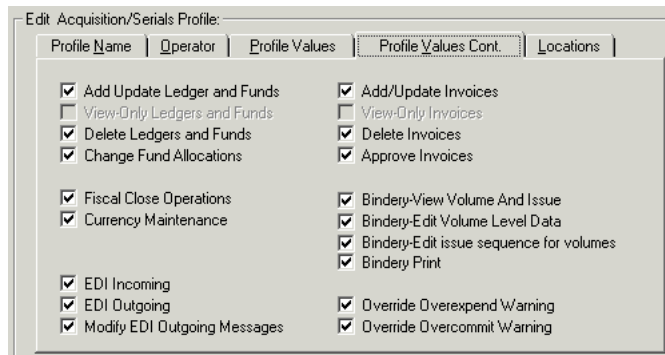 Edit Acquisition/Serials Profile:
Profile Name | Operator | Profile Values | Profile Values Cont. | Locations
Add Update Ledger and Funds
View-Only Ledgers and Funds
Delete Ledgers and Funds
Change Fund Allocations
Fiscal Close Operations
Currency Maintenance
EDI Incoming
EDI Outgoing
Modify EDI Outgoing Messages
Add/Update Invoices
View-Only Invoices
Delete Invoices
Approve Invoices
Bindery-View Volume And Issue
Bindery-Edit Volume Level Data
Bindery-Edit issue sequence for volumes
Bindery Print
Override Overexpend Warning
Override Overcommit Warning